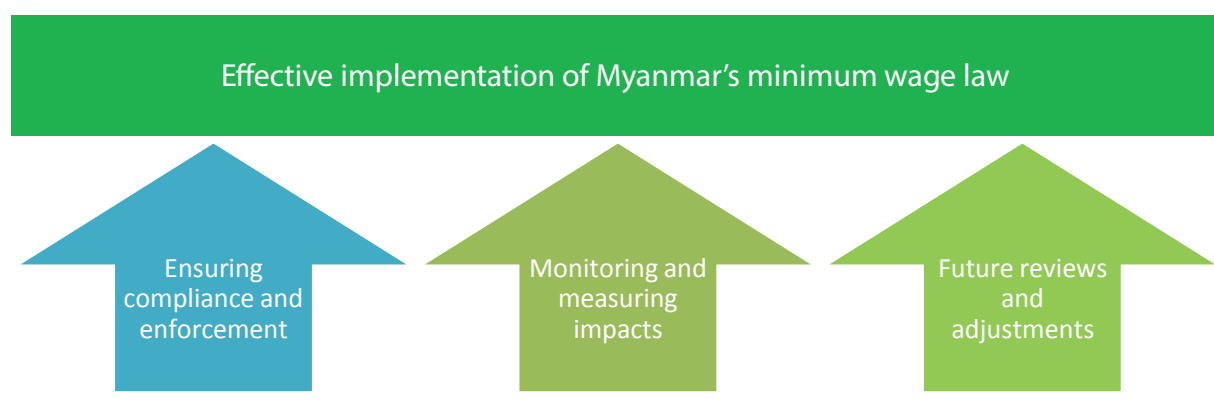 Effective implementation of Myanmar’s minimum wage law
Ensuring
compliance and
enforcement
Monitoring and
measuring
impacts
Future reviews
and
adjustments